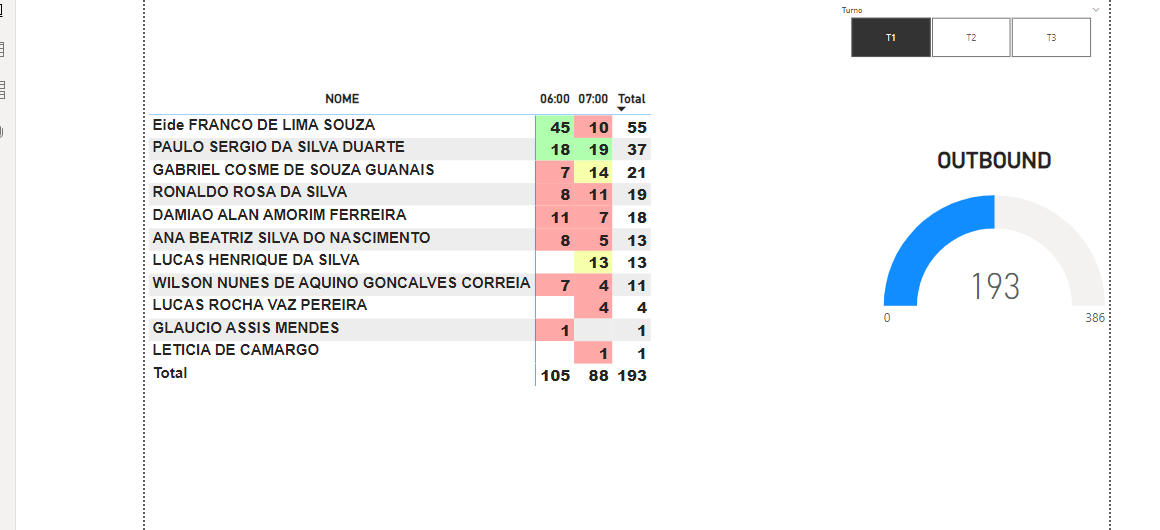 Turno
T1 T2 T3
NOME 06:00 07:00 Total
Eide FRANCO DE LIMA SOUZA 45 10 55
PAULO SERGIO DA SILVA DUARTE 18 19 37
GABRIEL COSME DE SOUZA GUANAIS 7 14 21
RONALDO ROSA DA SILVA 8 11 19
DAMIAO ALAN AMORIM FERREIRA 11 7 18
ANA BEATRIZ SILVA DO NASCIMENTO 8 5 13
LUCAS HENRIQUE DA SILVA 13 13
WILSON NUNES DE AQUINO GONCALVES CORREIA 7 4 11
LUCAS ROCHA VAZ PEREIRA 4 4
GLAUCIO ASSIS MENDES 1 1
LETICIA DE CAMARGO 1 1
Total 105 88 193
OUTBOUND
193
0 386